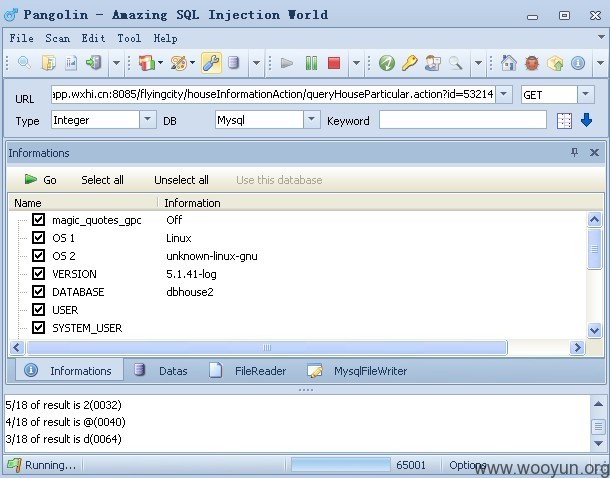 Pangolin - Amazing SQL Injection World
File Scan Edit Tool Help
URL app.wxhi.cn:8085/flyingcity/houseInformationAction/queryHouseParticular.action?id=53214 GET
Type Integer DB Mysql Keyword
Informations
Go Select all Unselect all Use this database
Name Information
magic_quotes_gpc Off
OS 1 Linux
OS 2 unknown-linux-gnu
VERSION 5.1.41-log
DATABASE dbhouse2
USER
SYSTEM_USER
Informations Datas FileReader MysqlFileWriter
5/18 of result is 2(0032)
4/18 of result is @(0040)
3/18 of result is d(0064)
Running... 65001 Options
www.wooyun.org